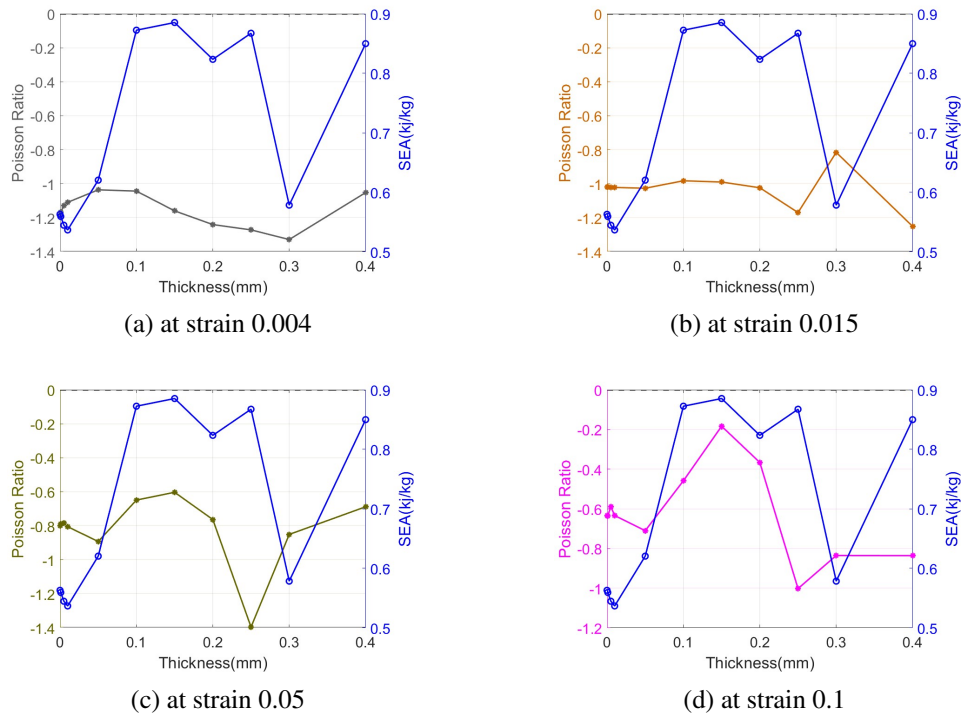 0
-0.2
-0.4
-0.6
-0.8
-1
-1.2
-1.4
Poisson Ratio
0.9
0.8
0.7
0.6
0.5
SEA(kj/kg)
0 0.1 0.2 0.3 0.4
Thickness(mm)
(a) at strain 0.004
0
-0.2
-0.4
-0.6
-0.8
-1
-1.2
-1.4
Poisson Ratio
0.9
0.8
0.7
0.6
0.5
SEA(kj/kg)
0 0.1 0.2 0.3 0.4
Thickness(mm)
(b) at strain 0.015
0
-0.2
-0.4
-0.6
-0.8
-1
-1.2
-1.4
Poisson Ratio
0.9
0.8
0.7
0.6
0.5
SEA(kj/kg)
0 0.1 0.2 0.3 0.4
Thickness(mm)
(c) at strain 0.05
0
-0.2
-0.4
-0.6
-0.8
-1
-1.2
Poisson Ratio
0.9
0.8
0.7
0.6
0.5
SEA(kj/kg)
0 0.1 0.2 0.3 0.4
Thickness(mm)
(d) at strain 0.1